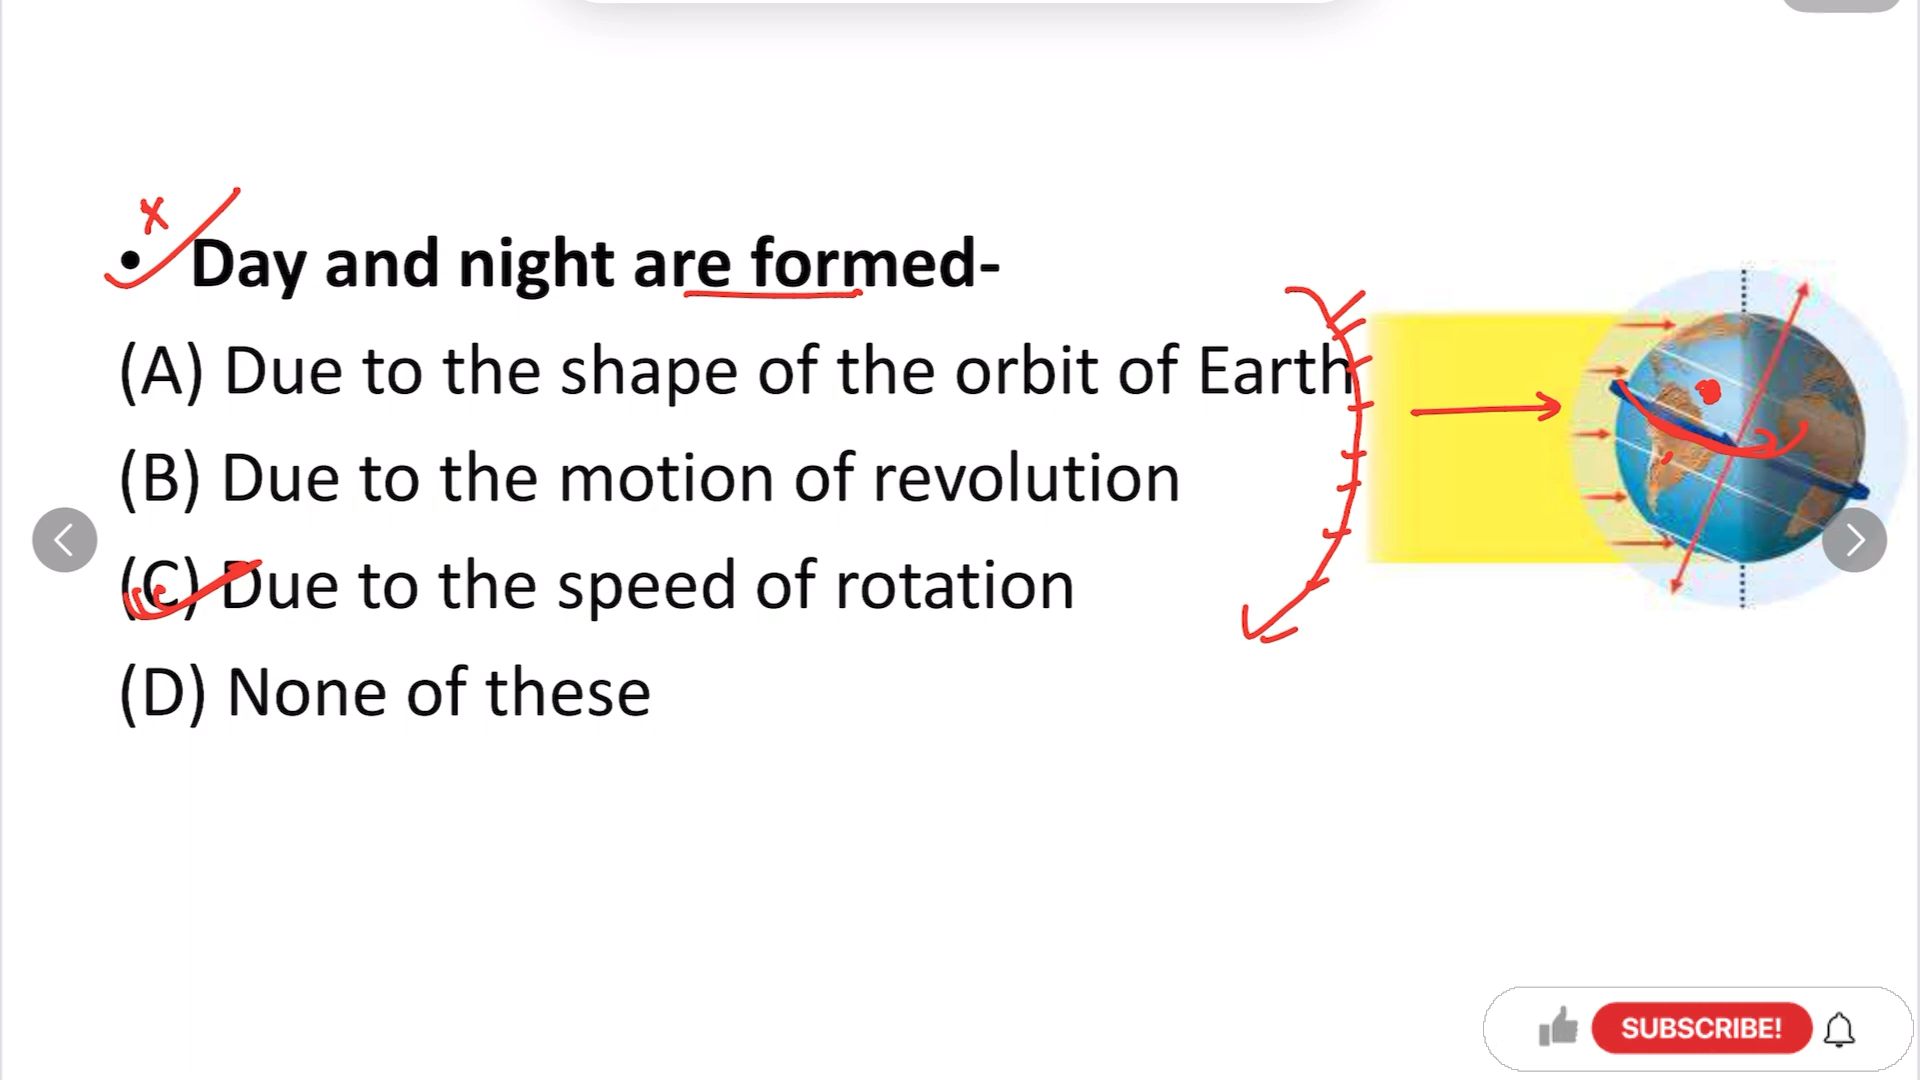 • Day and night are formed-
(A) Due to the shape of the orbit of Earth
(B) Due to the motion of revolution
(C) Due to the speed of rotation
(D) None of these
SUBSCRIBE!